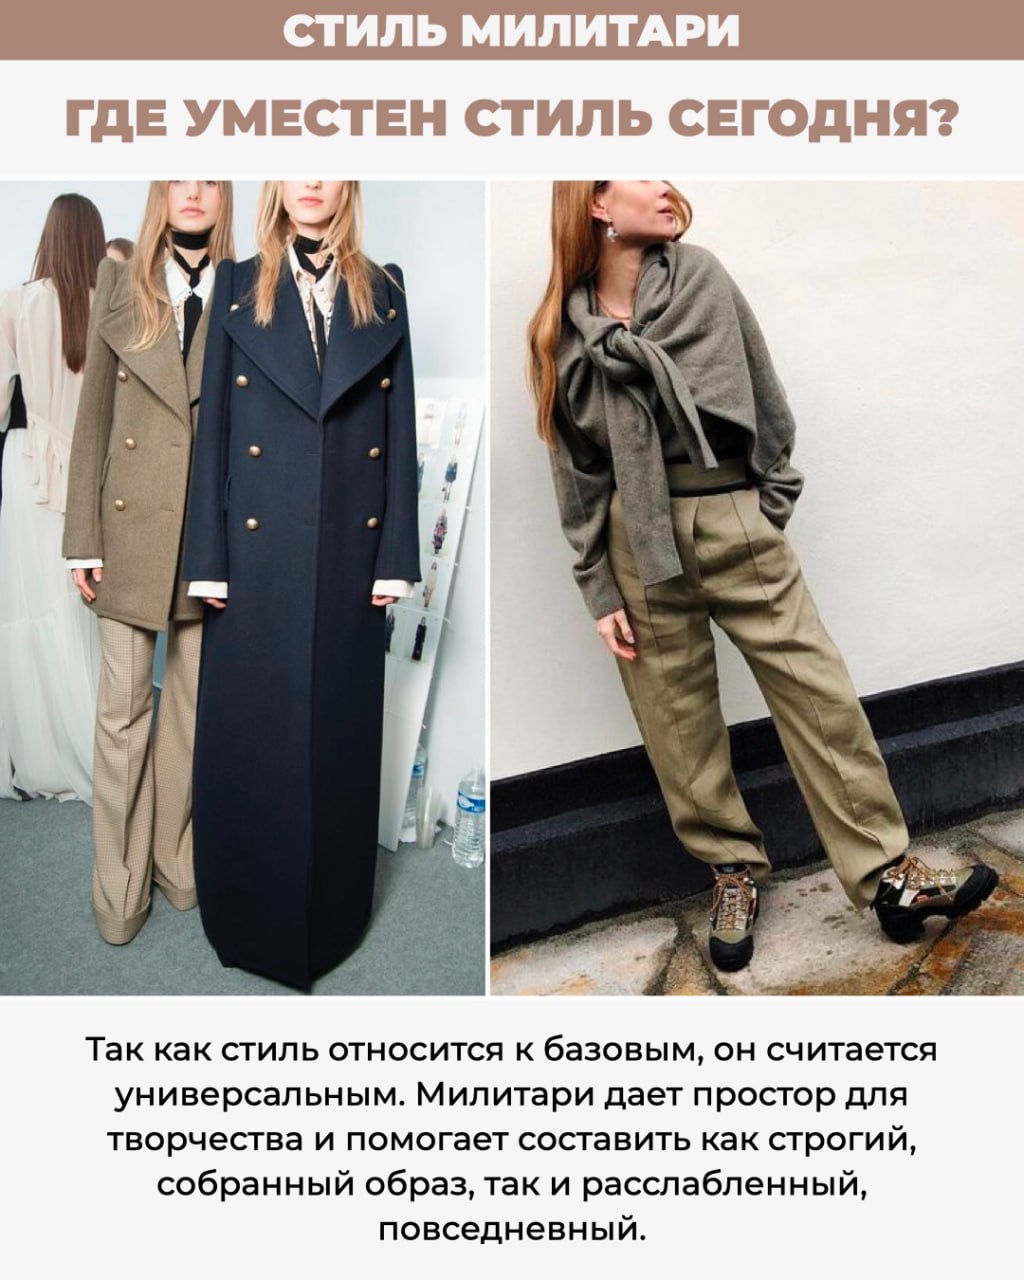 СТИЛЬ МИЛИТАРИ
ГДЕ УМЕСТЕН СТИЛЬ СЕГОДНЯ?
Так как стиль относится к базовым, он считается
универсальным. Милитари дает простор для
творчества и помогает составить как строгий,
собранный образ, так и расслабленный,
повседневный.